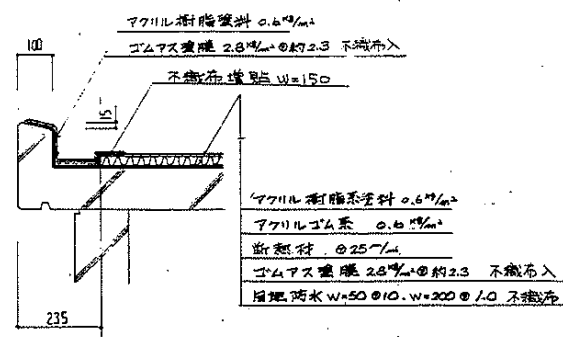 アクリル樹脂塗料 0.6㎏/㎡
100
ゴムアス塗膜 2.8㎏/㎡ ⊕約2.3 不織布入
不織布増貼 W=150
15
アクリル樹脂系塗料 0.6㎏/㎡
アクリルゴム系 0.6㎏/㎡
断熱材 ⊕25㎜
ゴムアス塗膜 2.8㎏/㎡ ⊕約2.3 不織布入
目地防水 W=50 ⊕10. W=200 ⊕1.0 不織布
235